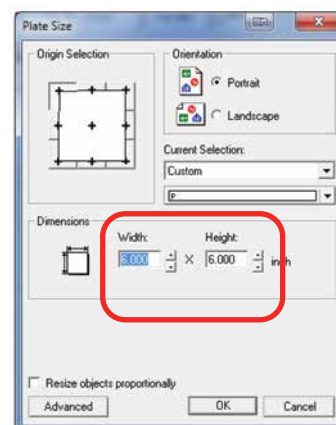 Plate Size
Origin Selection
Orientation
Portrait
Landscape
Current Selection:
Custom
P
Dimensions
Width:
Height:
6.000 X 6.000 inch
Resize objects proportionally
Advanced
OK
Cancel